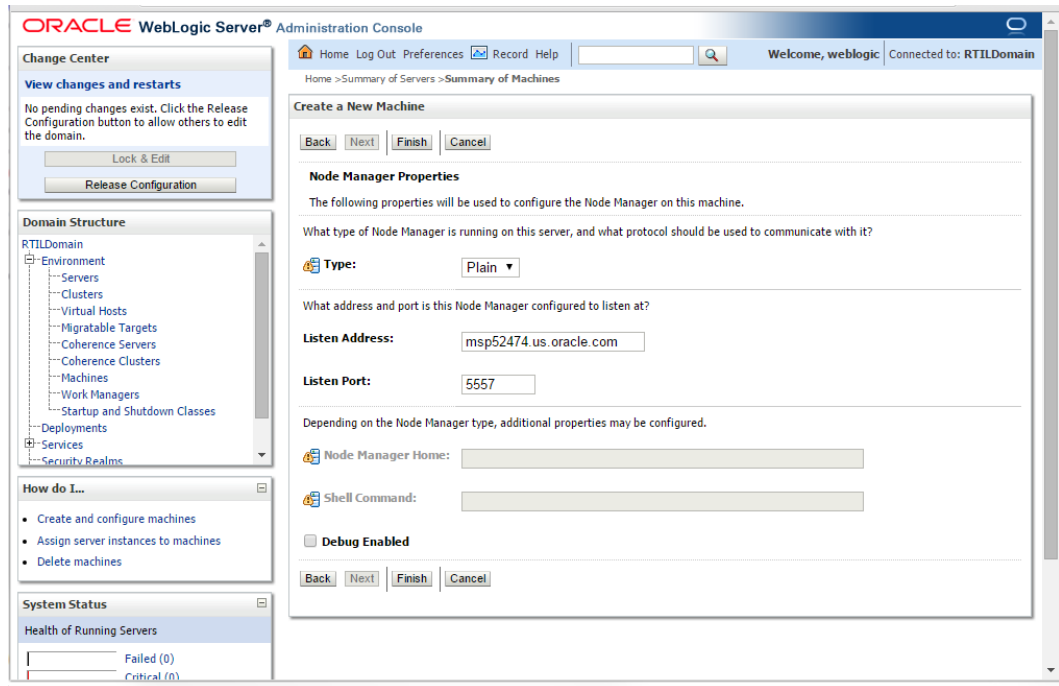 ORACLE WebLogic Server® Administration Console
Change Center
View changes and restarts
No pending changes exist. Click the Release
Configuration button to allow others to edit
the domain.
Lock & Edit
Release Configuration
Domain Structure
RTILDomain
Environment
Servers
Clusters
Virtual Hosts
Migratable Targets
Coherence Servers
Coherence Clusters
Machines
Work Managers
Startup and Shutdown Classes
Deployments
Services
Security Realms
How do I...
Create and configure machines
Assign server instances to machines
Delete machines
System Status
Health of Running Servers
Failed (0)
Critical (0)
Home Log Out Preferences Record Help
Welcome, weblogic Connected to: RTILDomain
Home >Summary of Servers >Summary of Machines
Create a New Machine
Back Next Finish Cancel
Node Manager Properties
The following properties will be used to configure the Node Manager on this machine.
What type of Node Manager is running on this server, and what protocol should be used to communicate with it?
Type: Plain
What address and port is this Node Manager configured to listen at?
Listen Address: msp52474.us.oracle.com
Listen Port: 5557
Depending on the Node Manager type, additional properties may be configured.
Node Manager Home:
Shell Command:
Debug Enabled
Back Next Finish Cancel